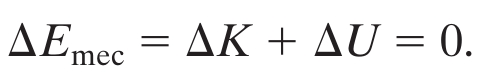 ΔE_mec = ΔK + ΔU = 0.